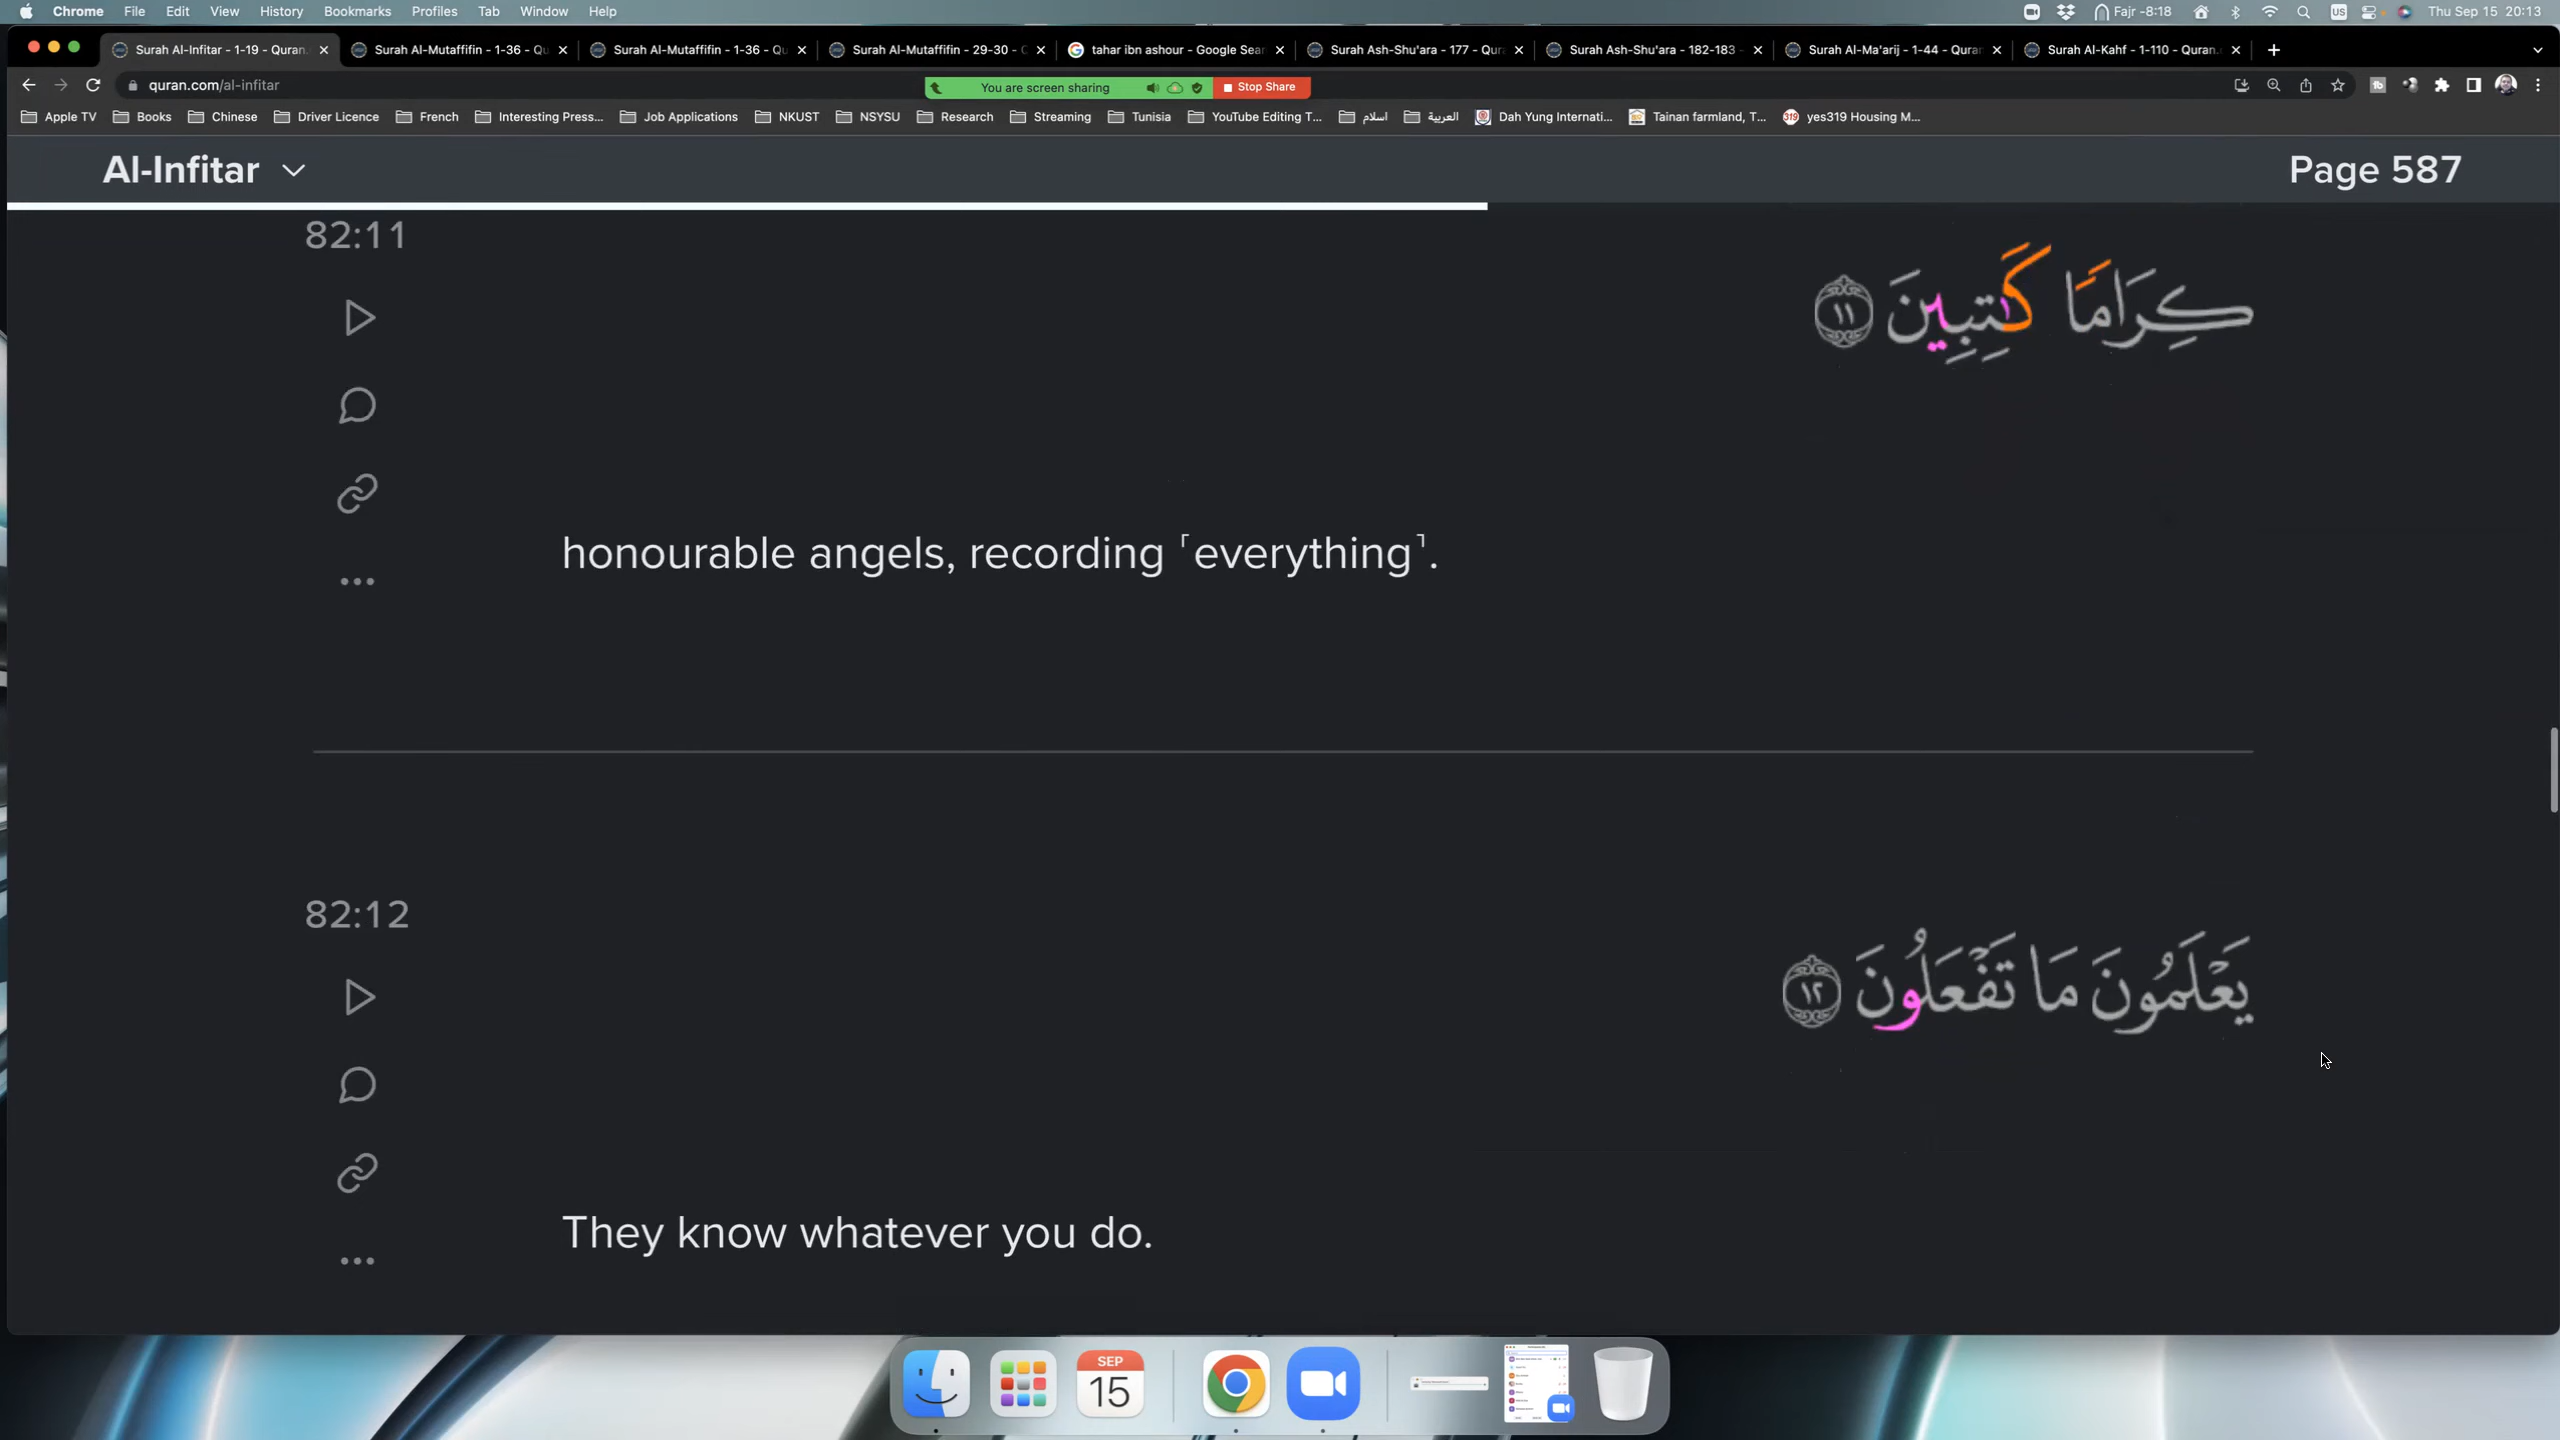 Chrome File Edit View History Bookmarks Profiles Tab Window Help Fajr -8:18 US Thu Sep 15 20:13
Surah Al-Infitar - 1-19 - Quran. Surah Al-Mutaffifin - 1-36 - Qu Surah Al-Mutaffifin - 1-36 - Qu Surah Al-Mutaffifin - 29-30 - tahar ibn ashour - Google Sear Surah Ash-Shu'ara - 177 - Qur Surah Ash-Shu'ara - 182-183 - Surah Al-Ma'arij - 1-44 - Quran Surah Al-Kahf - 1-110 - Quran.
quran.com/al-infitar You are screen sharing Stop Share
Apple TV Books Chinese Driver Licence French Interesting Press... Job Applications NKUST NSYSU Research Streaming Tunisia YouTube Editing T... اسلام العربية Dah Yung Internati... Tainan farmland, T... 319 yes319 Housing M...
Al-Infitar Page 587
82:11
كِرَامًا كَٰتِبِينَ ١١
honourable angels, recording ˹everything˺.
82:12
يَعْلَمُونَ مَا تَفْعَلُونَ ١٢
They know whatever you do.
SEP
15